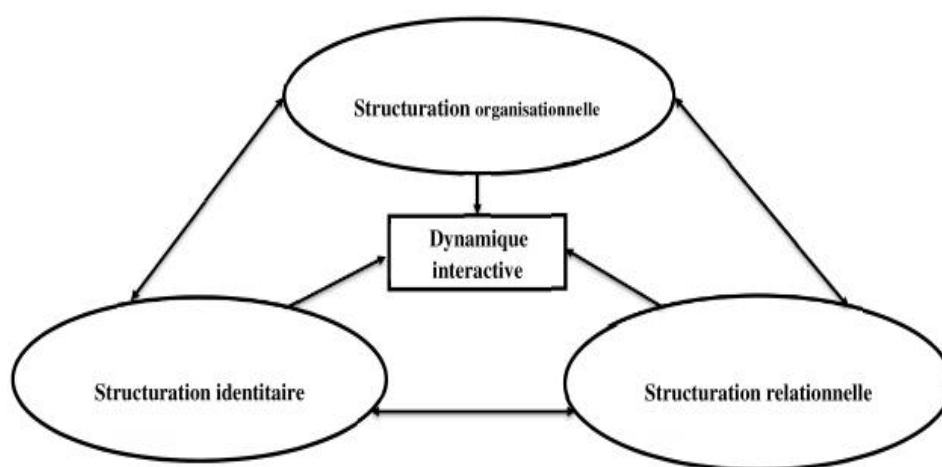 Structuration organisationnelle
Dynamique
interactive
Structuration identitaire
Structuration relationnelle